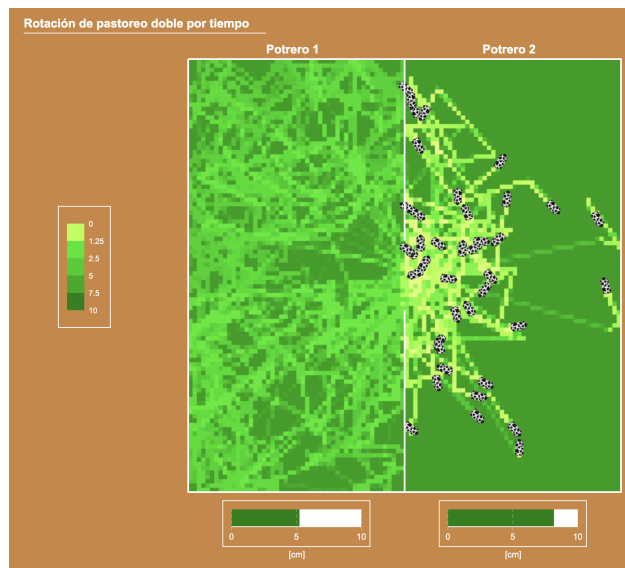 Rotación de pastoreo doble por tiempo
Potrero 1
Potrero 2
0
1.25
2.5
5
7.5
10
0 5 10
[cm]
0 5 10
[cm]